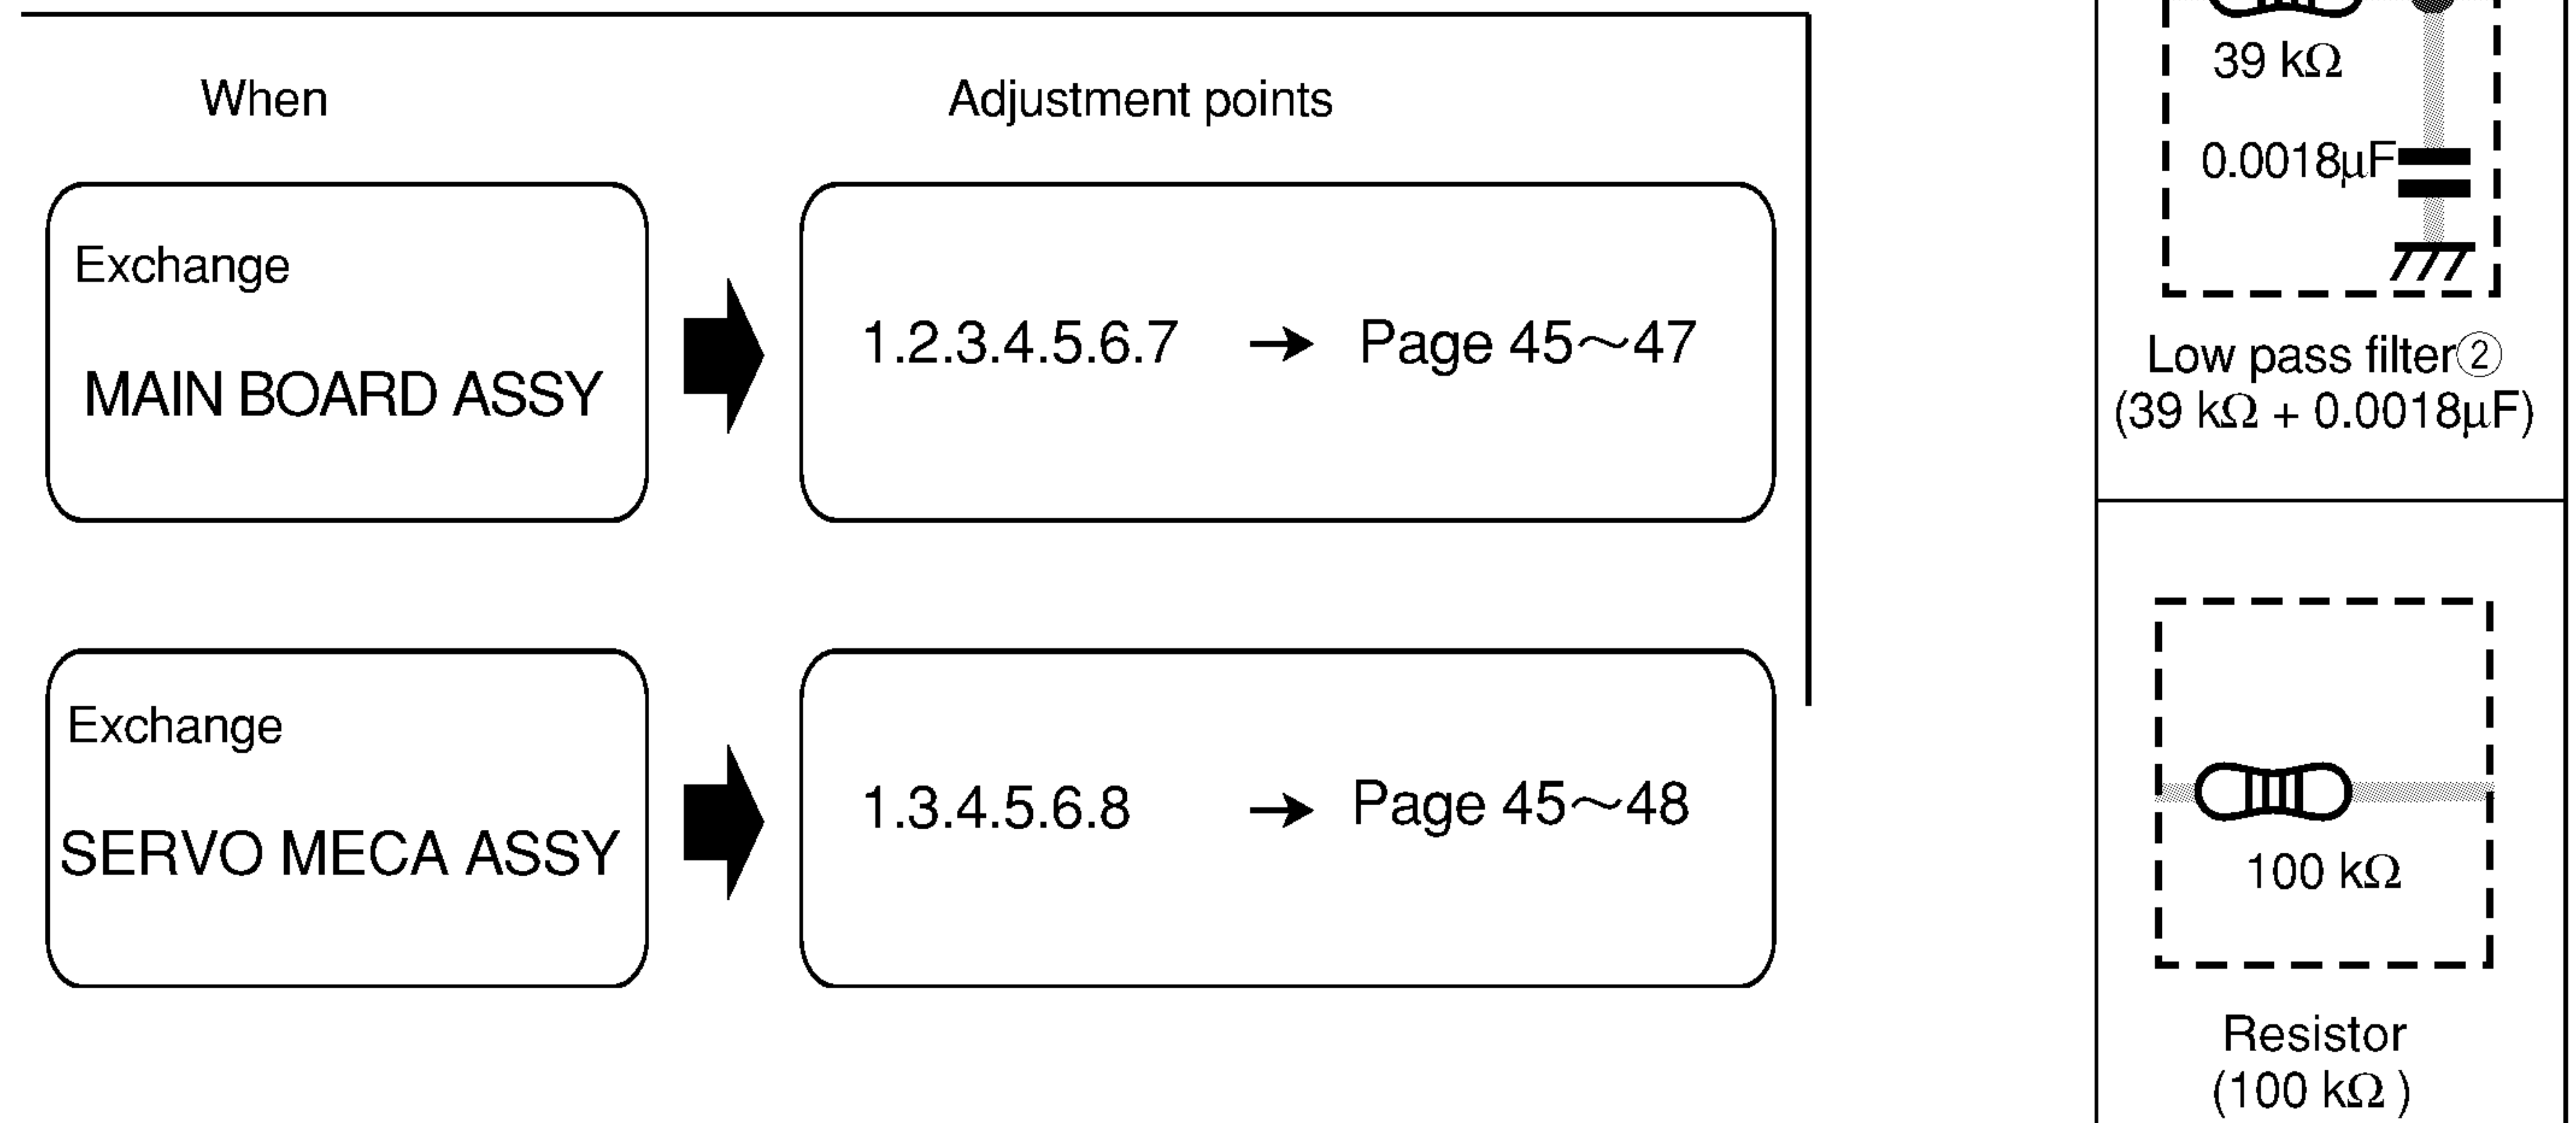 When
Adjustment points
Exchange
MAIN BOARD ASSY
1.2.3.4.5.6.7 → Page 45～47
Exchange
SERVO MECA ASSY
1.3.4.5.6.8 → Page 45～48
39 kΩ
0.0018μF
Low pass filter②
(39 kΩ + 0.0018μF)
100 kΩ
Resistor
(100 kΩ )